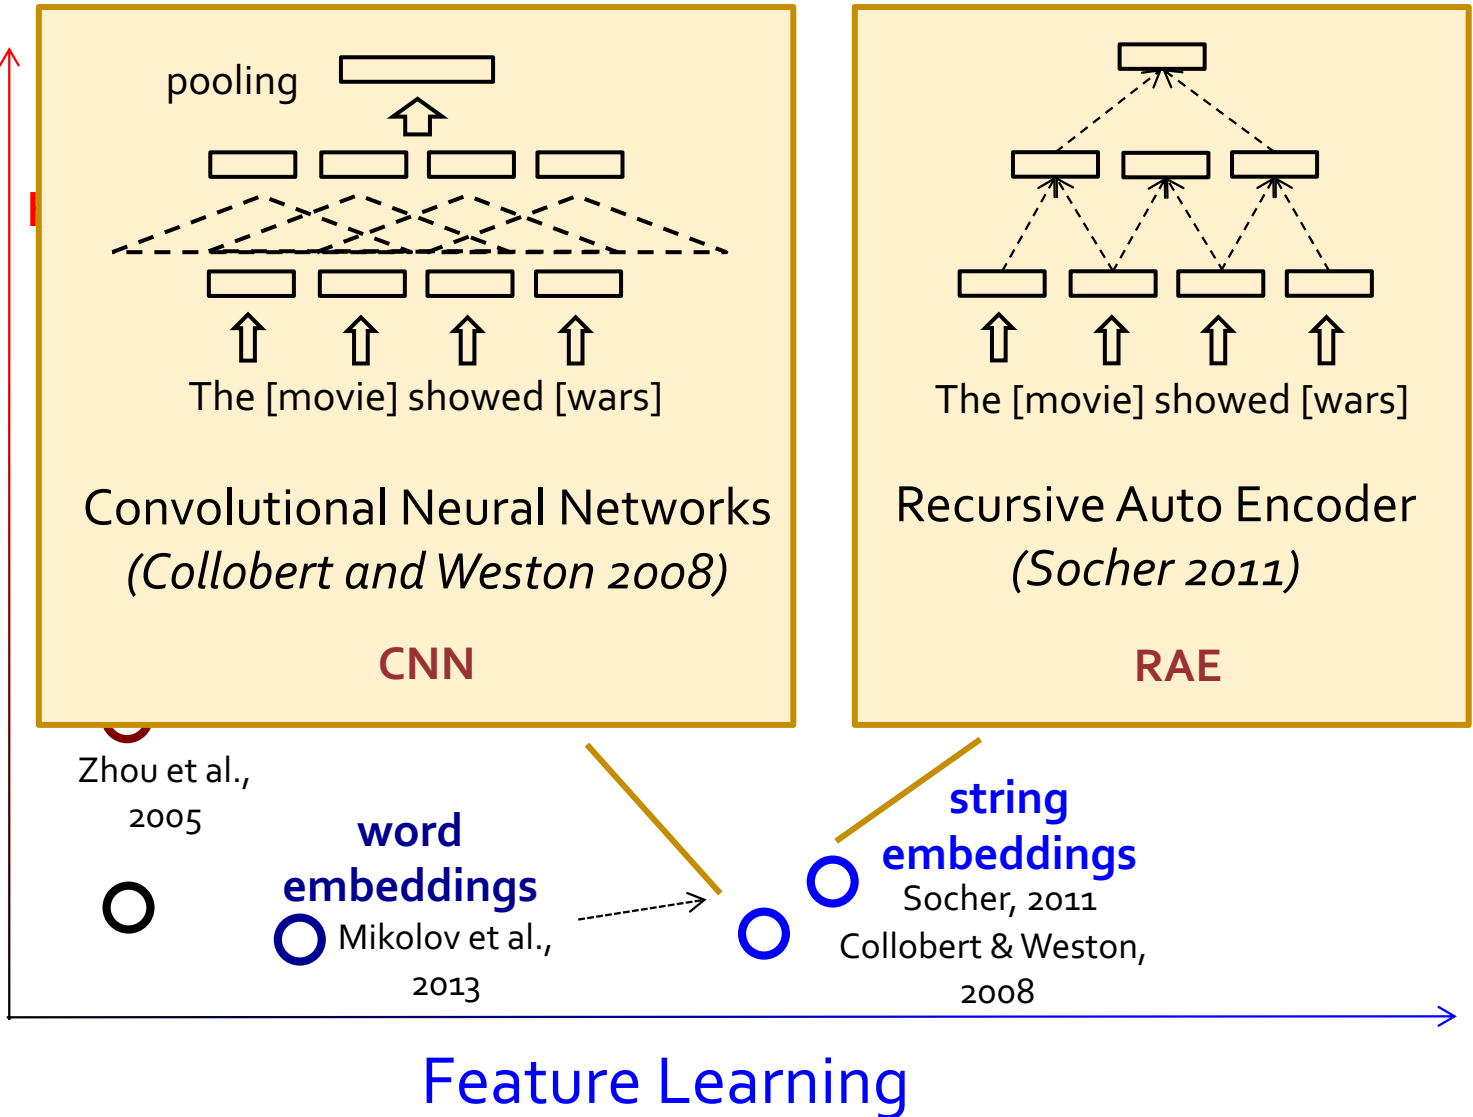 pooling
The [movie] showed [wars]
Convolutional Neural Networks
(Collobert and Weston 2008)
CNN
The [movie] showed [wars]
Recursive Auto Encoder
(Socher 2011)
RAE
Zhou et al.,
2005
word
embeddings
Mikolov et al.,
2013
string
embeddings
Socher, 2011
Collobert & Weston,
2008
Feature Learning